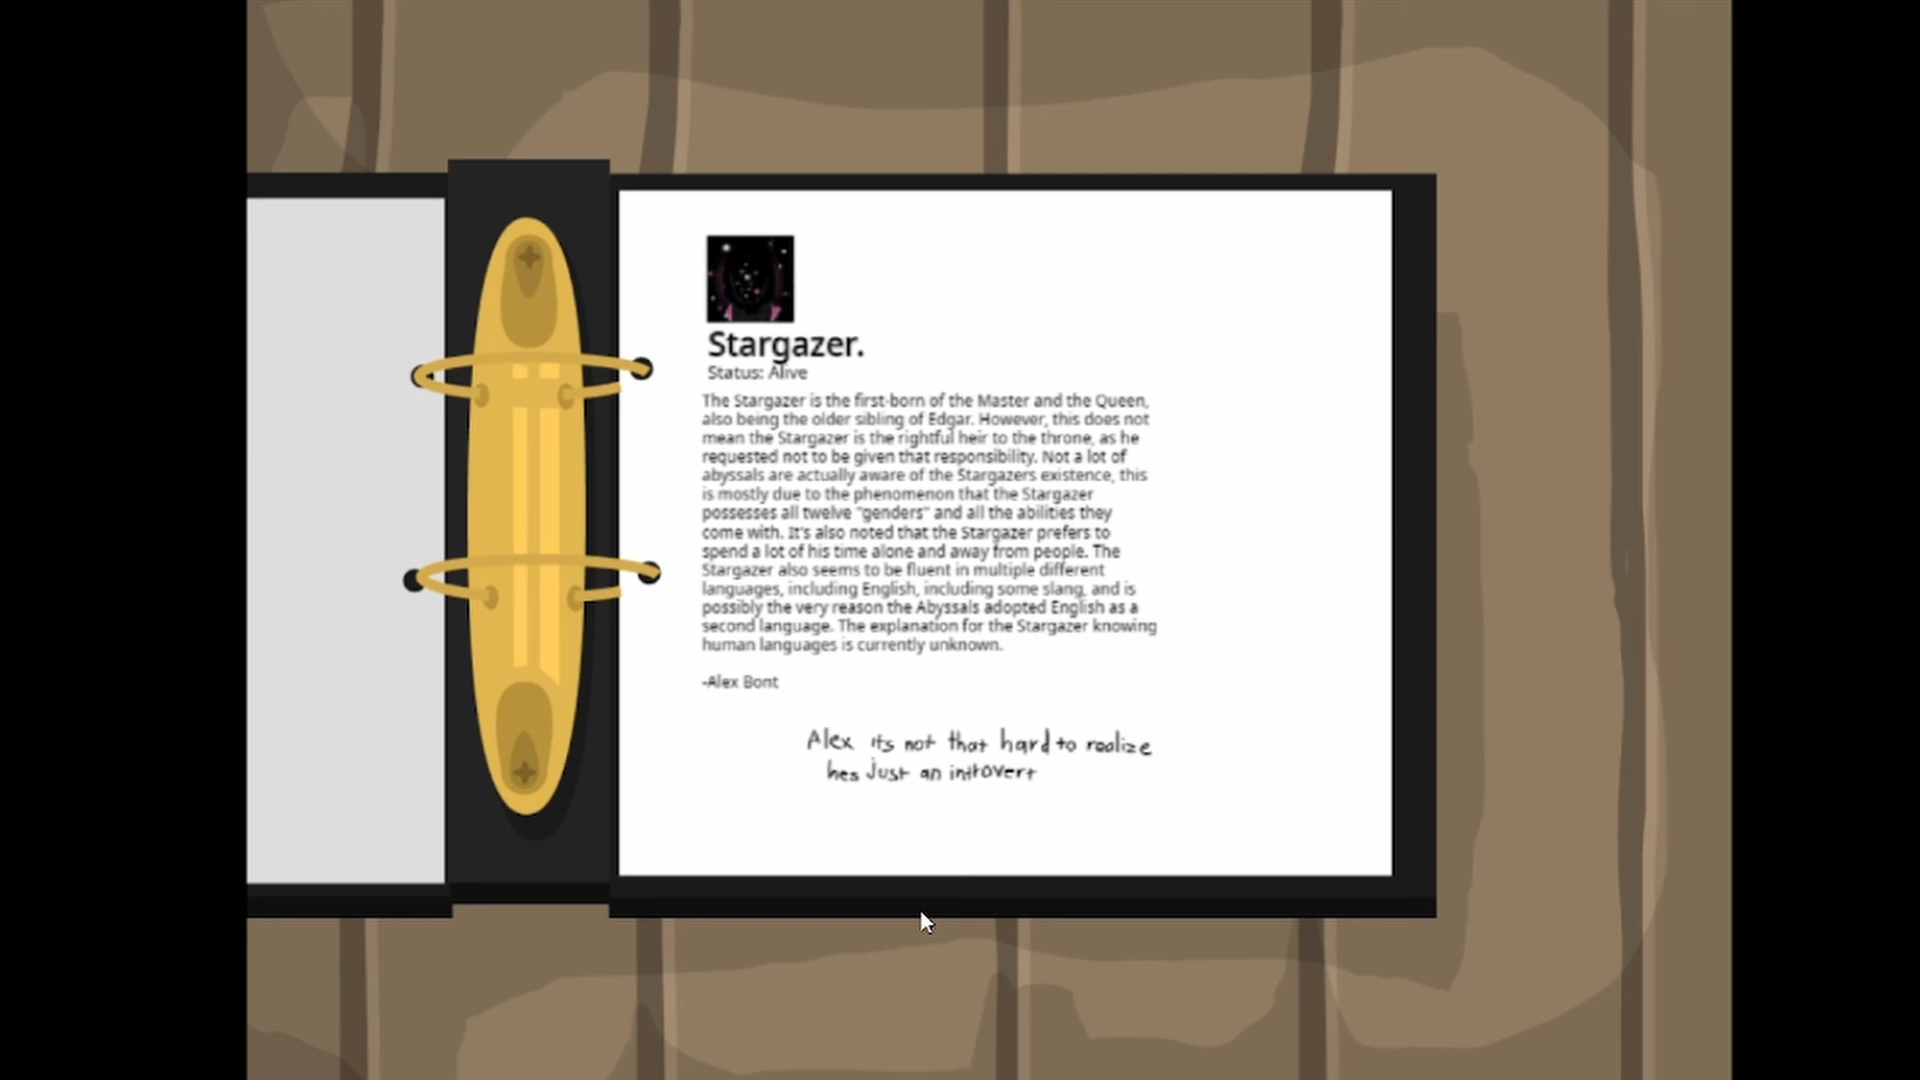 Stargazer.
Status: Alive
The Stargazer is the first-born of the Master and the Queen,
also being the older sibling of Edgar. However, this does not
mean the Stargazer is the rightful heir to the throne, as he
requested not to be given that responsibility. Not a lot of
abyssals are actually aware of the Stargazers existence, this
is mostly due to the phenomenon that the Stargazer
possesses all twelve "genders" and all the abilities they
come with. It's also noted that the Stargazer prefers to
spend a lot of his time alone and away from people. The
Stargazer also seems to be fluent in multiple different
languages, including English, including some slang, and is
possibly the very reason the Abyssals adopted English as a
second language. The explanation for the Stargazer knowing
human languages is currently unknown.
-Alex Bont
Alex its not that hard to realize
hes just an introvert